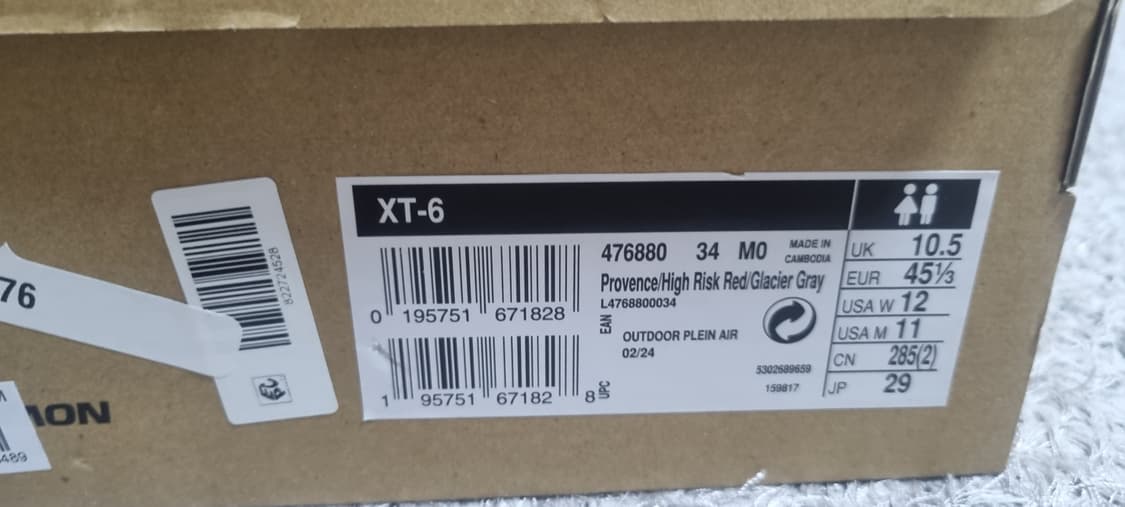 XT-6
476880 34 M0 MADE IN CAMBODIA
Provence/High Risk Red/Glacier Gray
L4768800034
0 195751 671828
EAN
OUTDOOR PLEIN AIR
02/24
5302689659
159817
1 95751 67182 8
UPC
UK 10.5
EUR 45⅓
USA W 12
USA M 11
CN 285(2)
JP 29
822724528
76
MON
489